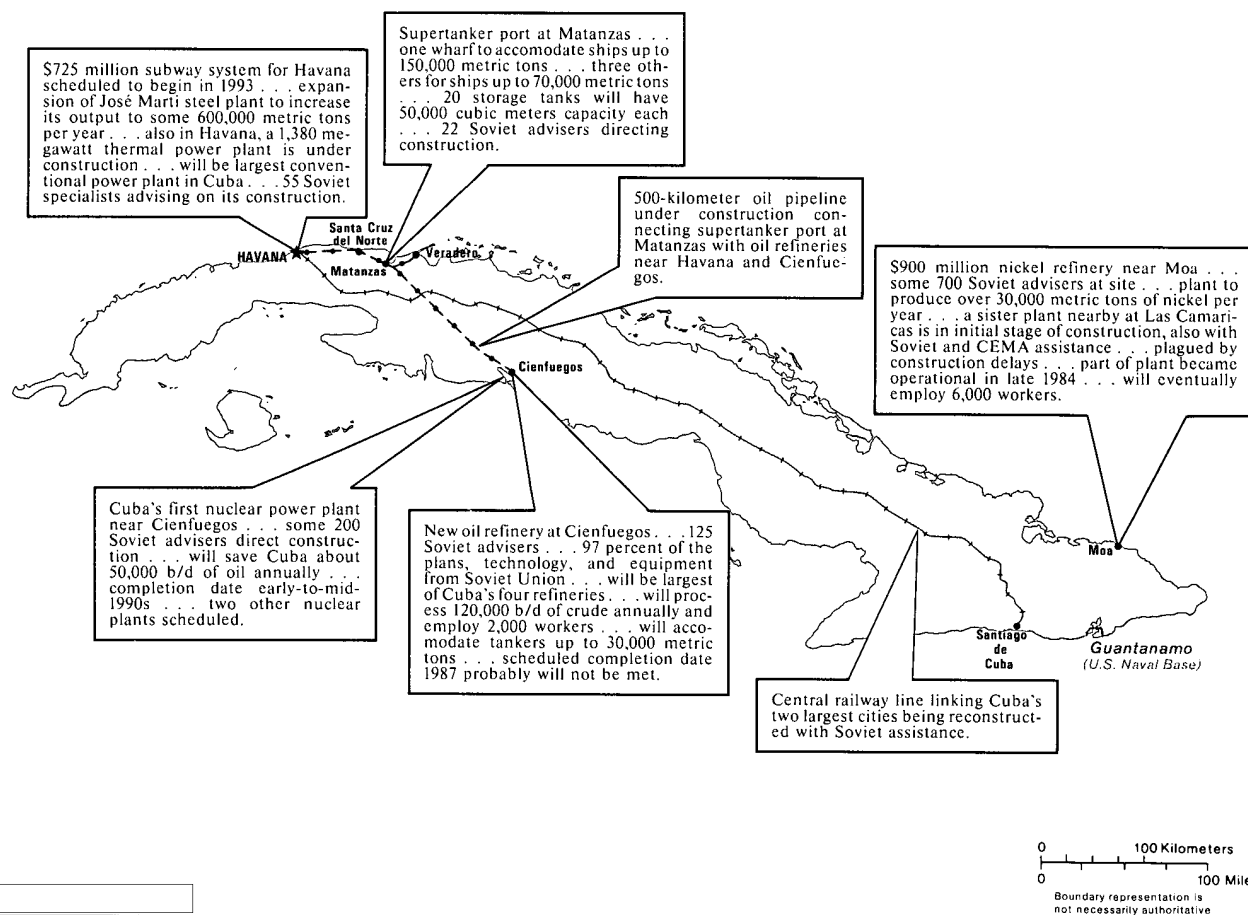 $725 million subway system for Havana
scheduled to begin in 1993 . . . expan-
sion of José Marti steel plant to increase
its output to some 600,000 metric tons
per year . . . also in Havana, a 1,380 me-
gawatt thermal power plant is under
construction . . . will be largest conven-
tional power plant in Cuba . . . 55 Soviet
specialists advising on its construction.
Supertanker port at Matanzas . . .
one wharf to accomodate ships up to
150,000 metric tons . . . three oth-
ers for ships up to 70,000 metric tons
. . . 20 storage tanks will have
50,000 cubic meters capacity each
. . . 22 Soviet advisers directing
construction.
500-kilometer oil pipeline
under construction con-
necting supertanker port at
Matanzas with oil refineries
near Havana and Cienfue-
gos.
$900 million nickel refinery near Moa . . .
some 700 Soviet advisers at site . . . plant to
produce over 30,000 metric tons of nickel per
year . . . a sister plant nearby at Las Camari-
cas is in initial stage of construction, also with
Soviet and CEMA assistance . . . plagued by
construction delays . . . part of plant became
operational in late 1984 . . . will eventually
employ 6,000 workers.
Santa Cruz
del Norte
HAVANA
Matanzas
Veradero
Cienfuegos
Cuba's first nuclear power plant
near Cienfuegos . . . some 200
Soviet advisers direct construc-
tion . . . will save Cuba about
50,000 b/d of oil annually . . .
completion date early-to-mid-
1990s . . . two other nuclear
plants scheduled.
New oil refinery at Cienfuegos . . . 125
Soviet advisers . . . 97 percent of the
plans, technology, and equipment
from Soviet Union . . . will be largest
of Cuba's four refineries . . . will proc-
ess 120,000 b/d of crude annually and
employ 2,000 workers . . . will acco-
modate tankers up to 30,000 metric
tons . . . scheduled completion date
1987 probably will not be met.
Moa
Santiago
de
Cuba
Guantanamo
(U.S. Naval Base)
Central railway line linking Cuba's
two largest cities being reconstruct-
ed with Soviet assistance.
0 100 Kilometers
0 100 Mile
Boundary representation is
not necessarily authoritative